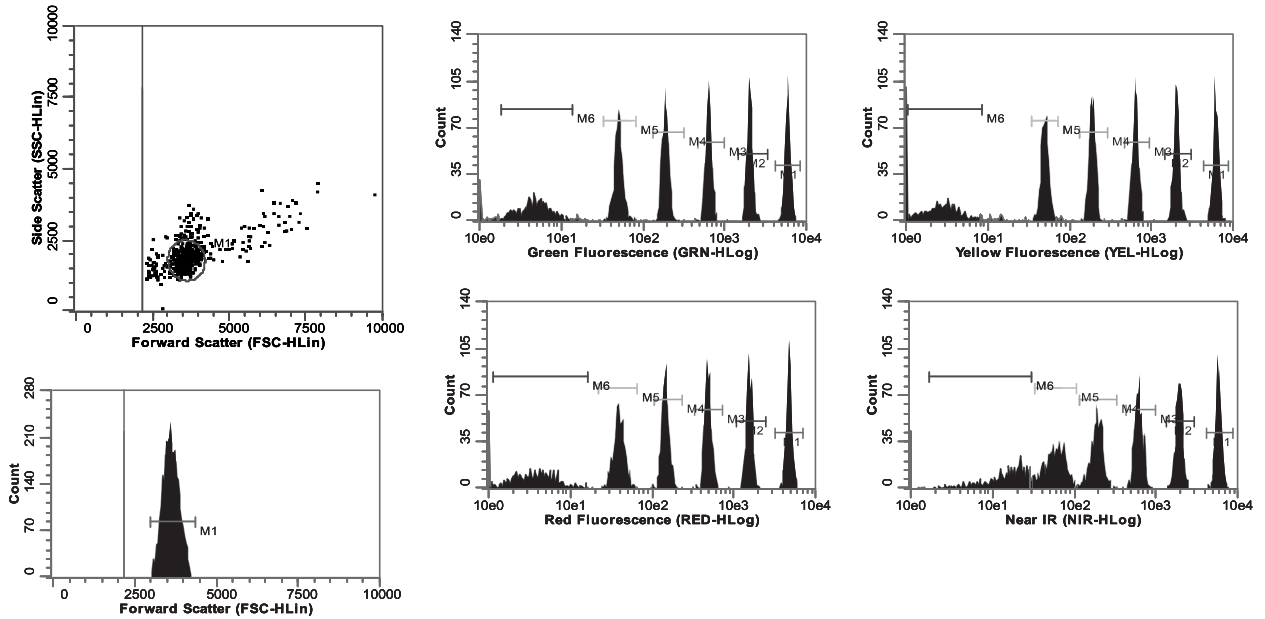 10000
7500
5000
2500
0
Side Scatter (SSC-HLin)
M1
0
2500
5000
7500
10000
Forward Scatter (FSC-HLin)
140
105
70
35
0
Count
M6
M5
M4
M3
M2
M1
10e0
10e1
10e2
10e3
10e4
Green Fluorescence (GRN-HLog)
140
105
70
35
0
Count
M6
M5
M4
M3
M2
M1
10e0
10e1
10e2
10e3
10e4
Yellow Fluorescence (YEL-HLog)
280
210
140
70
0
Count
M1
0
2500
5000
7500
10000
Forward Scatter (FSC-HLin)
140
105
70
35
0
Count
M6
M5
M4
M3
2
1
10e0
10e1
10e2
10e3
10e4
Red Fluorescence (RED-HLog)
140
105
70
35
0
Count
M6
M5
M4
M3
2
1
10e0
10e1
10e2
10e3
10e4
Near IR (NIR-HLog)